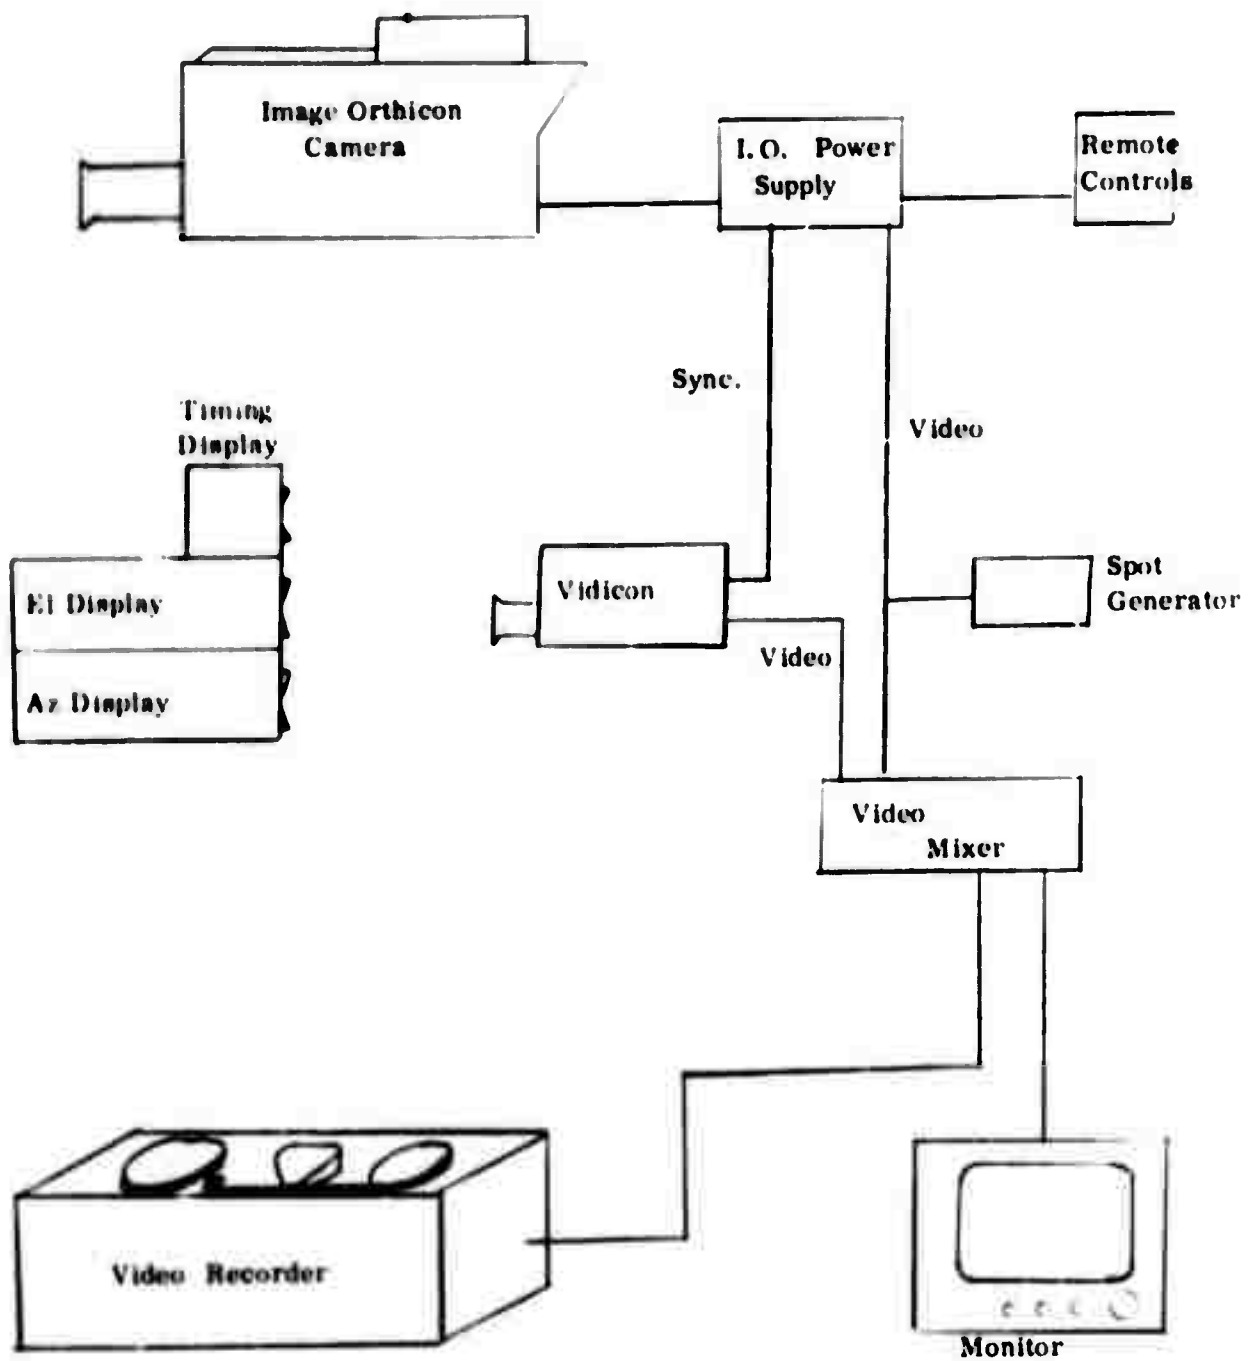 Image Orthicon
Camera
I.O. Power
Supply
Remote
Controls
Sync.
Video
Timing
Display
El Display
Az Display
Vidicon
Video
Spot
Generator
Video
Mixer
Video Recorder
Monitor